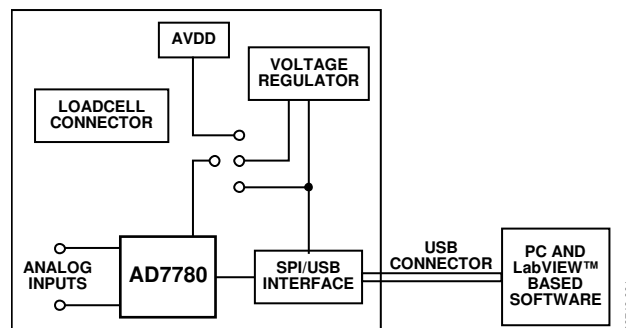 AVDD
VOLTAGE
REGULATOR
LOADCELL
CONNECTOR
ANALOG
INPUTS
AD7780
SPI/USB
INTERFACE
USB
CONNECTOR
PC AND
LabVIEW™
BASED
SOFTWARE